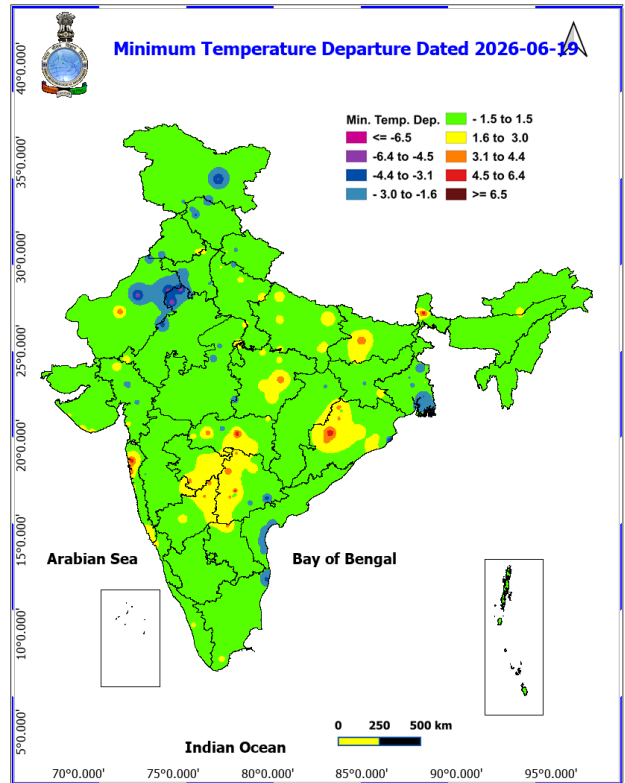 Minimum Temperature Departure Dated 2026-06-19
40°0.000'
35°0.000'
30°0.000'
25°0.000'
20°0.000'
15°0.000'
10°0.000'
5°0.000'
Min. Temp. Dep.
<= -6.5
-6.4 to -4.5
-4.4 to -3.1
- 3.0 to -1.6
- 1.5 to 1.5
1.6 to 3.0
3.1 to 4.4
4.5 to 6.4
>= 6.5
Arabian Sea
Bay of Bengal
Indian Ocean
0 250 500 km
70°0.000' 75°0.000' 80°0.000' 85°0.000' 90°0.000' 95°0.000'